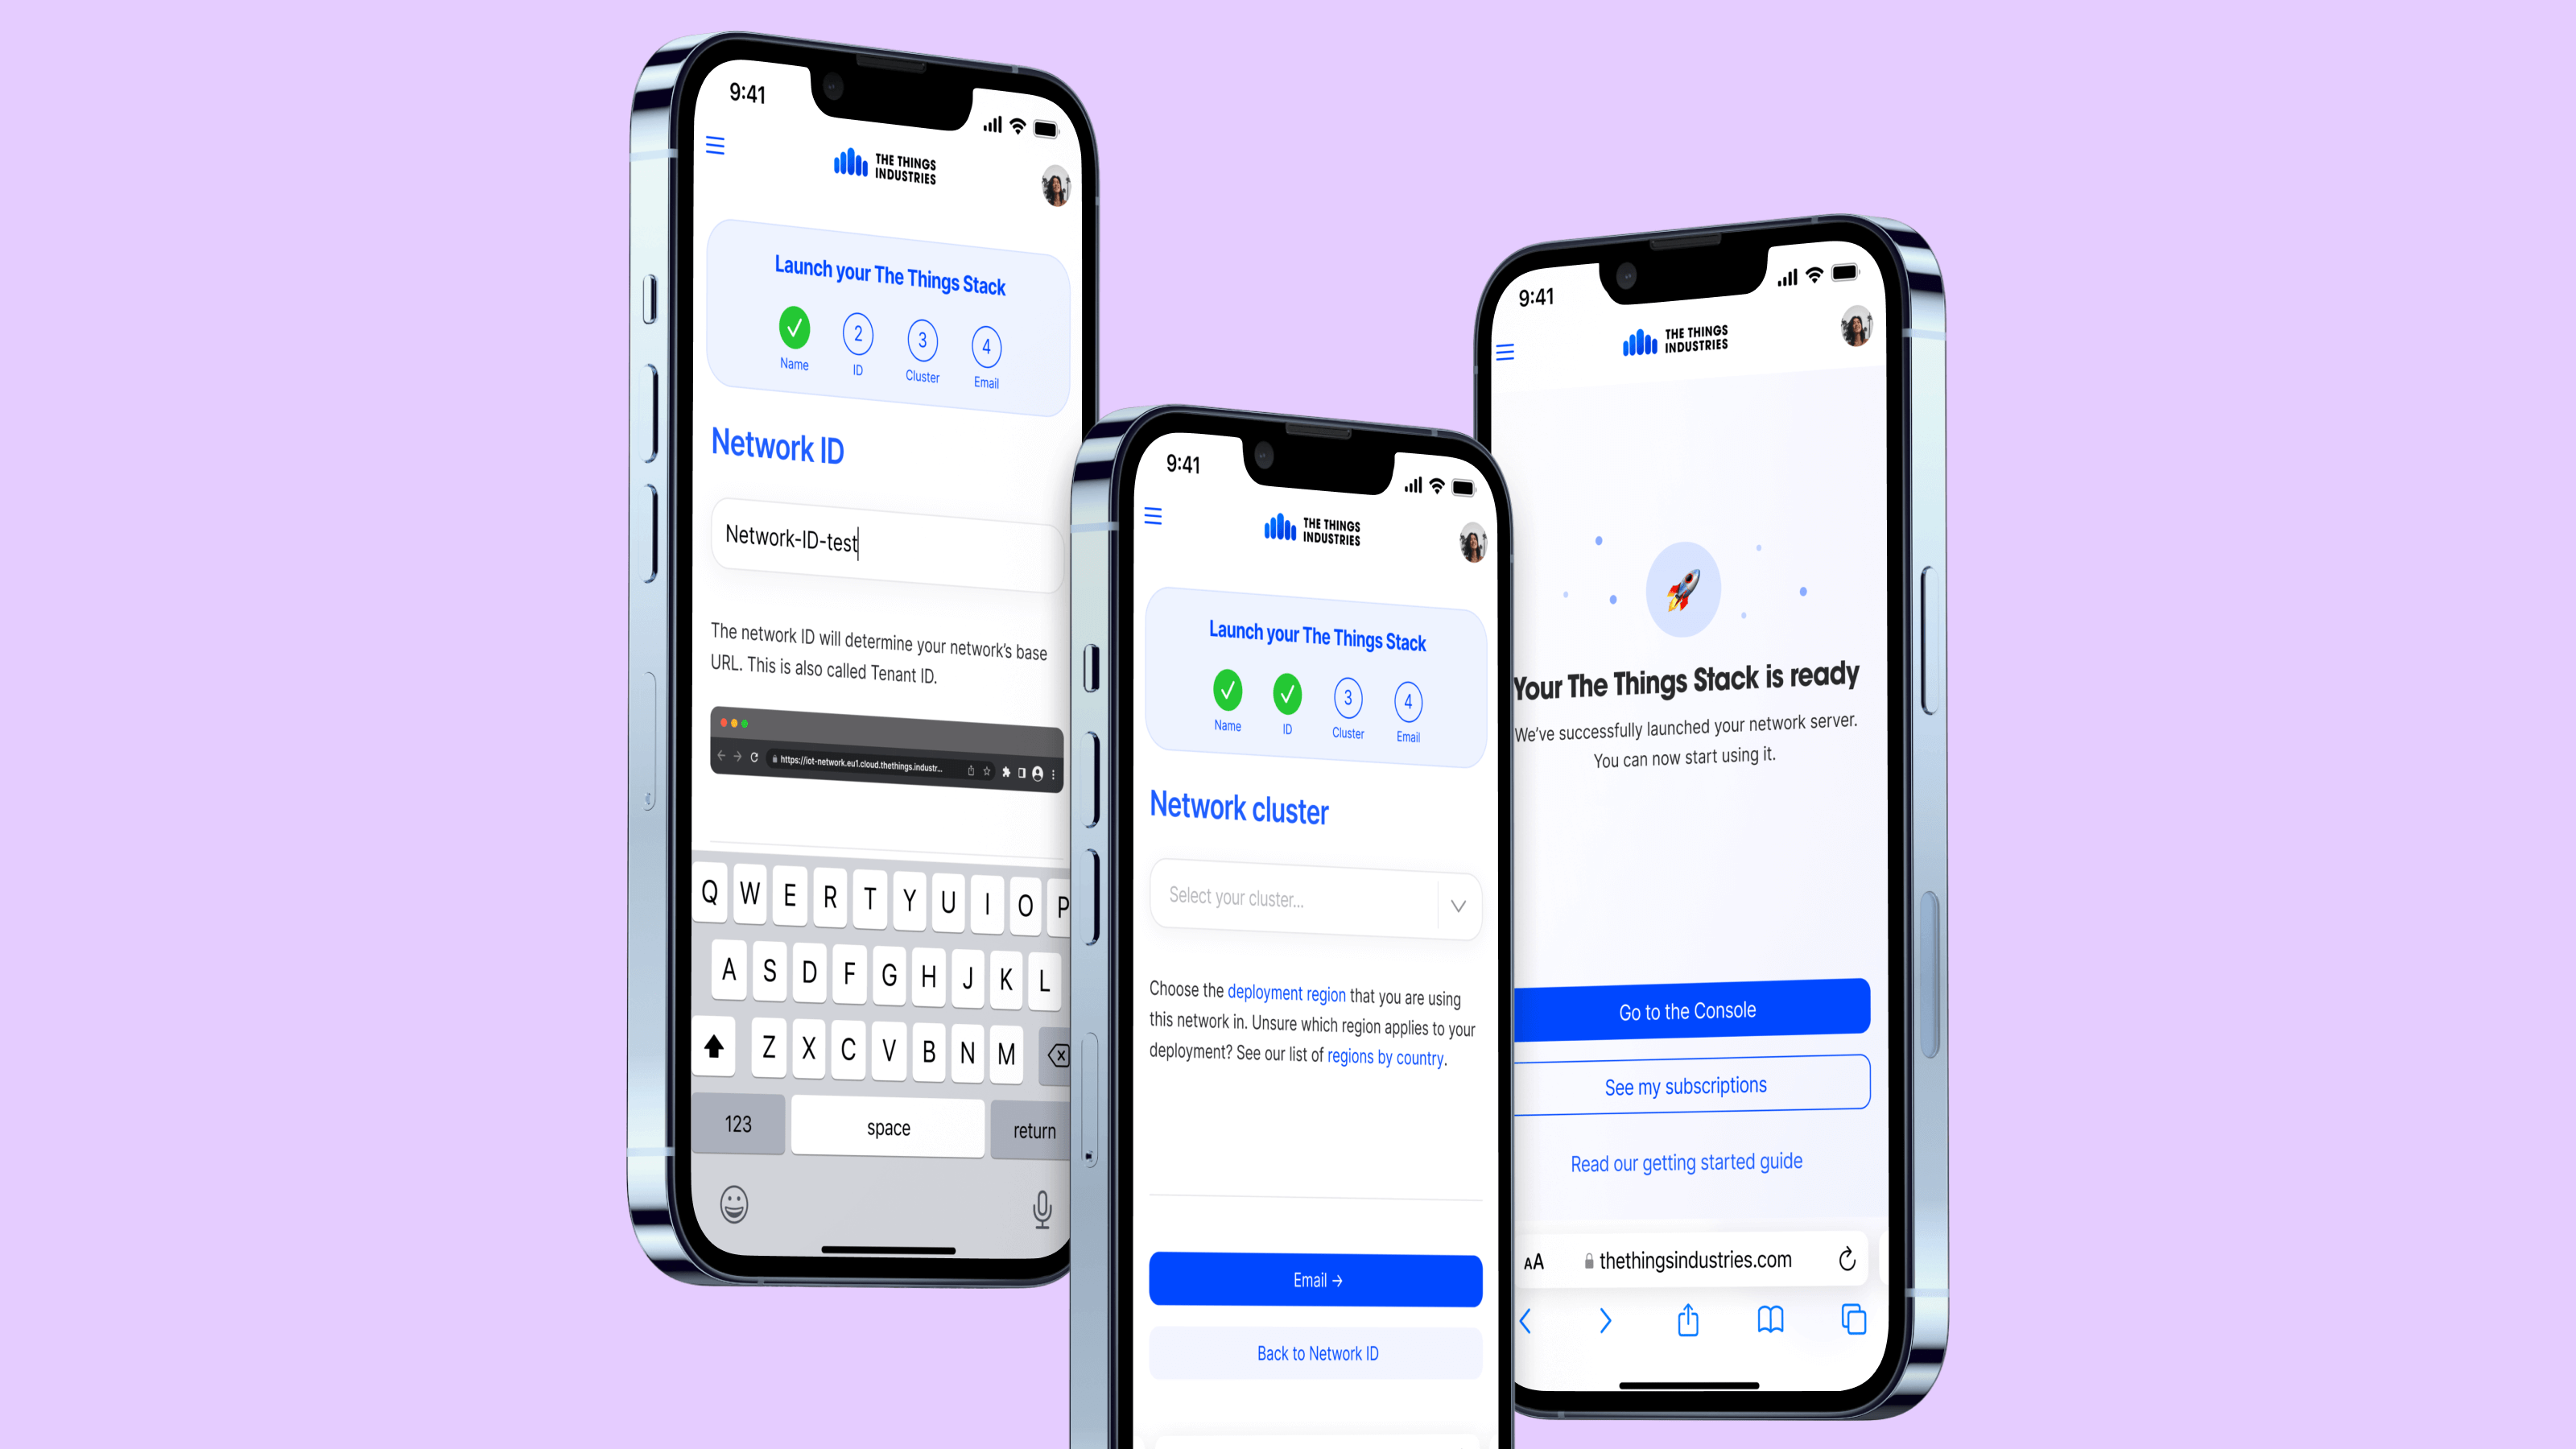 9:41
THE THINGS
INDUSTRIES
Launch your The Things Stack
2
3
4
Name
ID
Cluster
Email
Network ID
Network-ID-test
The network ID will determine your network's base
URL. This is also called Tenant ID.
https://iot-network.eu1.cloud.thethings.industr...
Q W E R T Y U I O P
A S D F G H J K L
Z X C V B N M
123
space
return
9:41
THE THINGS
INDUSTRIES
Launch your The Things Stack
3
4
Name
ID
Cluster
Email
Network cluster
Select your cluster...
Choose the deployment region that you are using
this network in. Unsure which region applies to your
deployment? See our list of regions by country.
Email →
Back to Network ID
9:41
THE THINGS
INDUSTRIES
Your The Things Stack is ready
We've successfully launched your network server.
You can now start using it.
Go to the Console
See my subscriptions
Read our getting started guide
AA
thethingsindustries.com